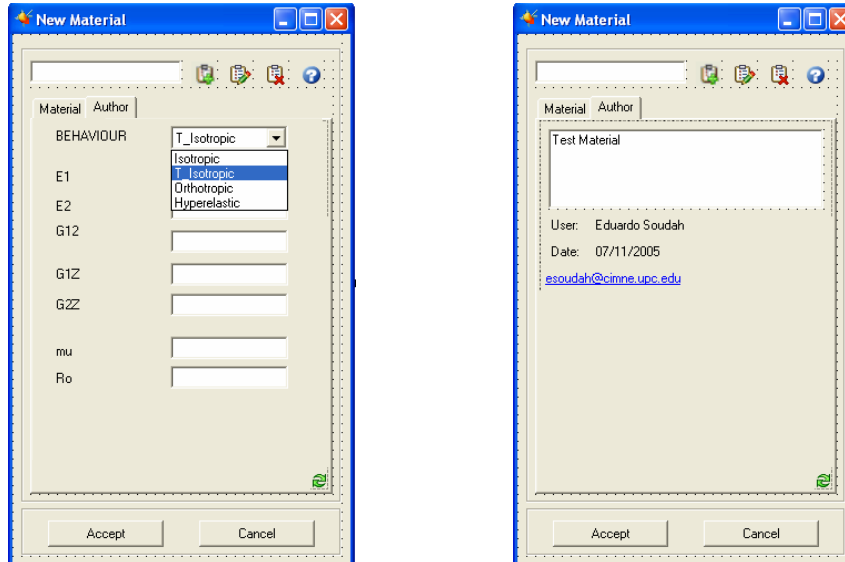 New Material
Material Author
BEHAVIOUR T_Isotropic
Isotropic
T_Isotropic
Orthotropic
Hyperelastic
E1
E2
G12
G1Z
G2Z
mu
Ro
Accept Cancel
New Material
Material Author
Test Material
User: Eduardo Soudah
Date: 07/11/2005
esoudah@cimne.upc.edu
Accept Cancel